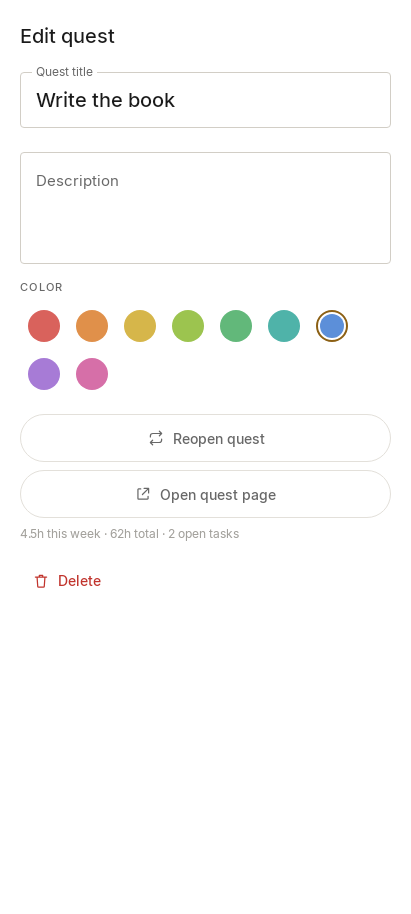 Edit quest
Quest title
Write the book
Description
COLOR
Reopen quest
Open quest page
4.5h this week · 62h total · 2 open tasks
Delete